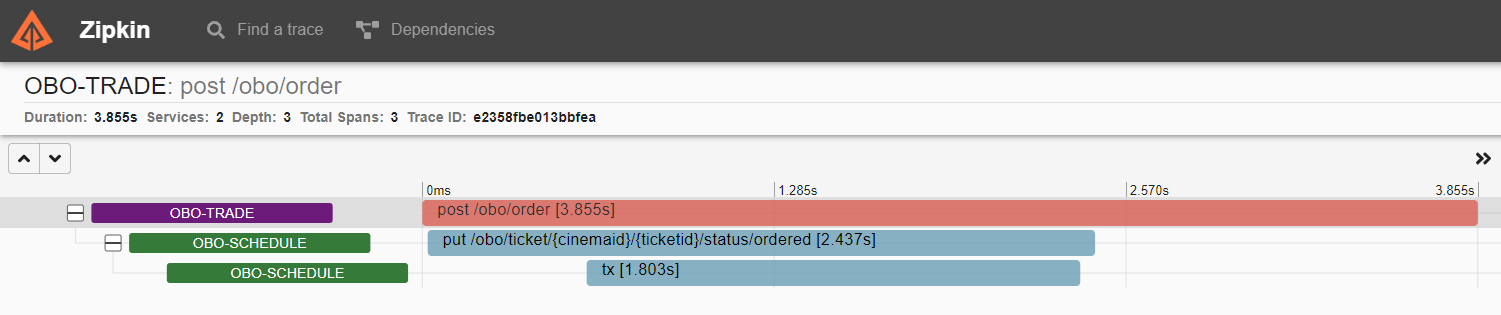 Zipkin Find a trace Dependencies
OBO-TRADE: post /obo/order
Duration: 3.855s Services: 2 Depth: 3 Total Spans: 3 Trace ID: e2358fbe013bbfea
0ms 1.285s 2.570s 3.855s
OBO-TRADE post /obo/order [3.855s]
OBO-SCHEDULE put /obo/ticket/{cinemaid}/{ticketid}/status/ordered [2.437s]
OBO-SCHEDULE tx [1.803s]